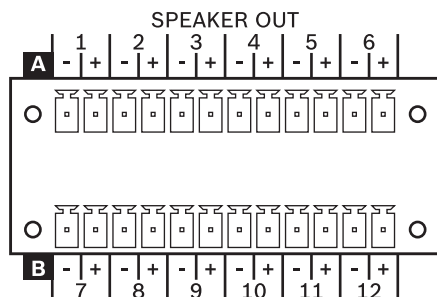 SPEAKER OUT
1 2 3 4 5 6
A - + - + - + - + - + - +
B - + - + - + - + - + - +
7 8 9 10 11 12